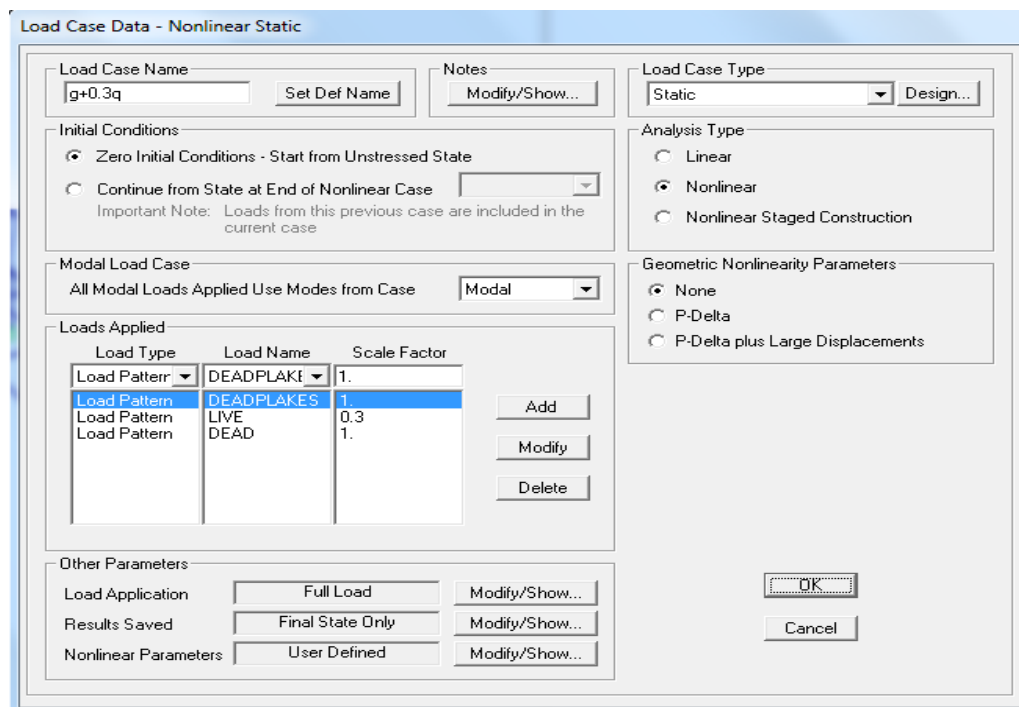 Load Case Data - Nonlinear Static
Load Case Name
g+0.3q
Set Def Name
Notes
Modify/Show...
Load Case Type
Static
Design...
Initial Conditions
Zero Initial Conditions - Start from Unstressed State
Continue from State at End of Nonlinear Case
Important Note: Loads from this previous case are included in the
current case
Analysis Type
Linear
Nonlinear
Nonlinear Staged Construction
Modal Load Case
All Modal Loads Applied Use Modes from Case
Modal
Geometric Nonlinearity Parameters
None
P-Delta
P-Delta plus Large Displacements
Loads Applied
Load Type Load Name Scale Factor
Load Pattern DEADPLAKE 1.
Load Pattern DEADPLAKES 1.
Load Pattern LIVE 0.3
Load Pattern DEAD 1.
Add
Modify
Delete
Other Parameters
Load Application Full Load Modify/Show...
Results Saved Final State Only Modify/Show...
Nonlinear Parameters User Defined Modify/Show...
OK
Cancel